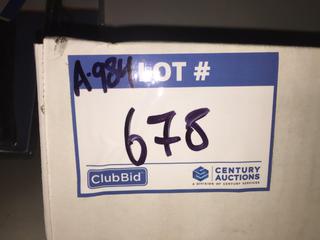 A-984 LOT #
678
ClubBid
CENTURY
AUCTIONS
A DIVISION OF CENTURY SERVICES